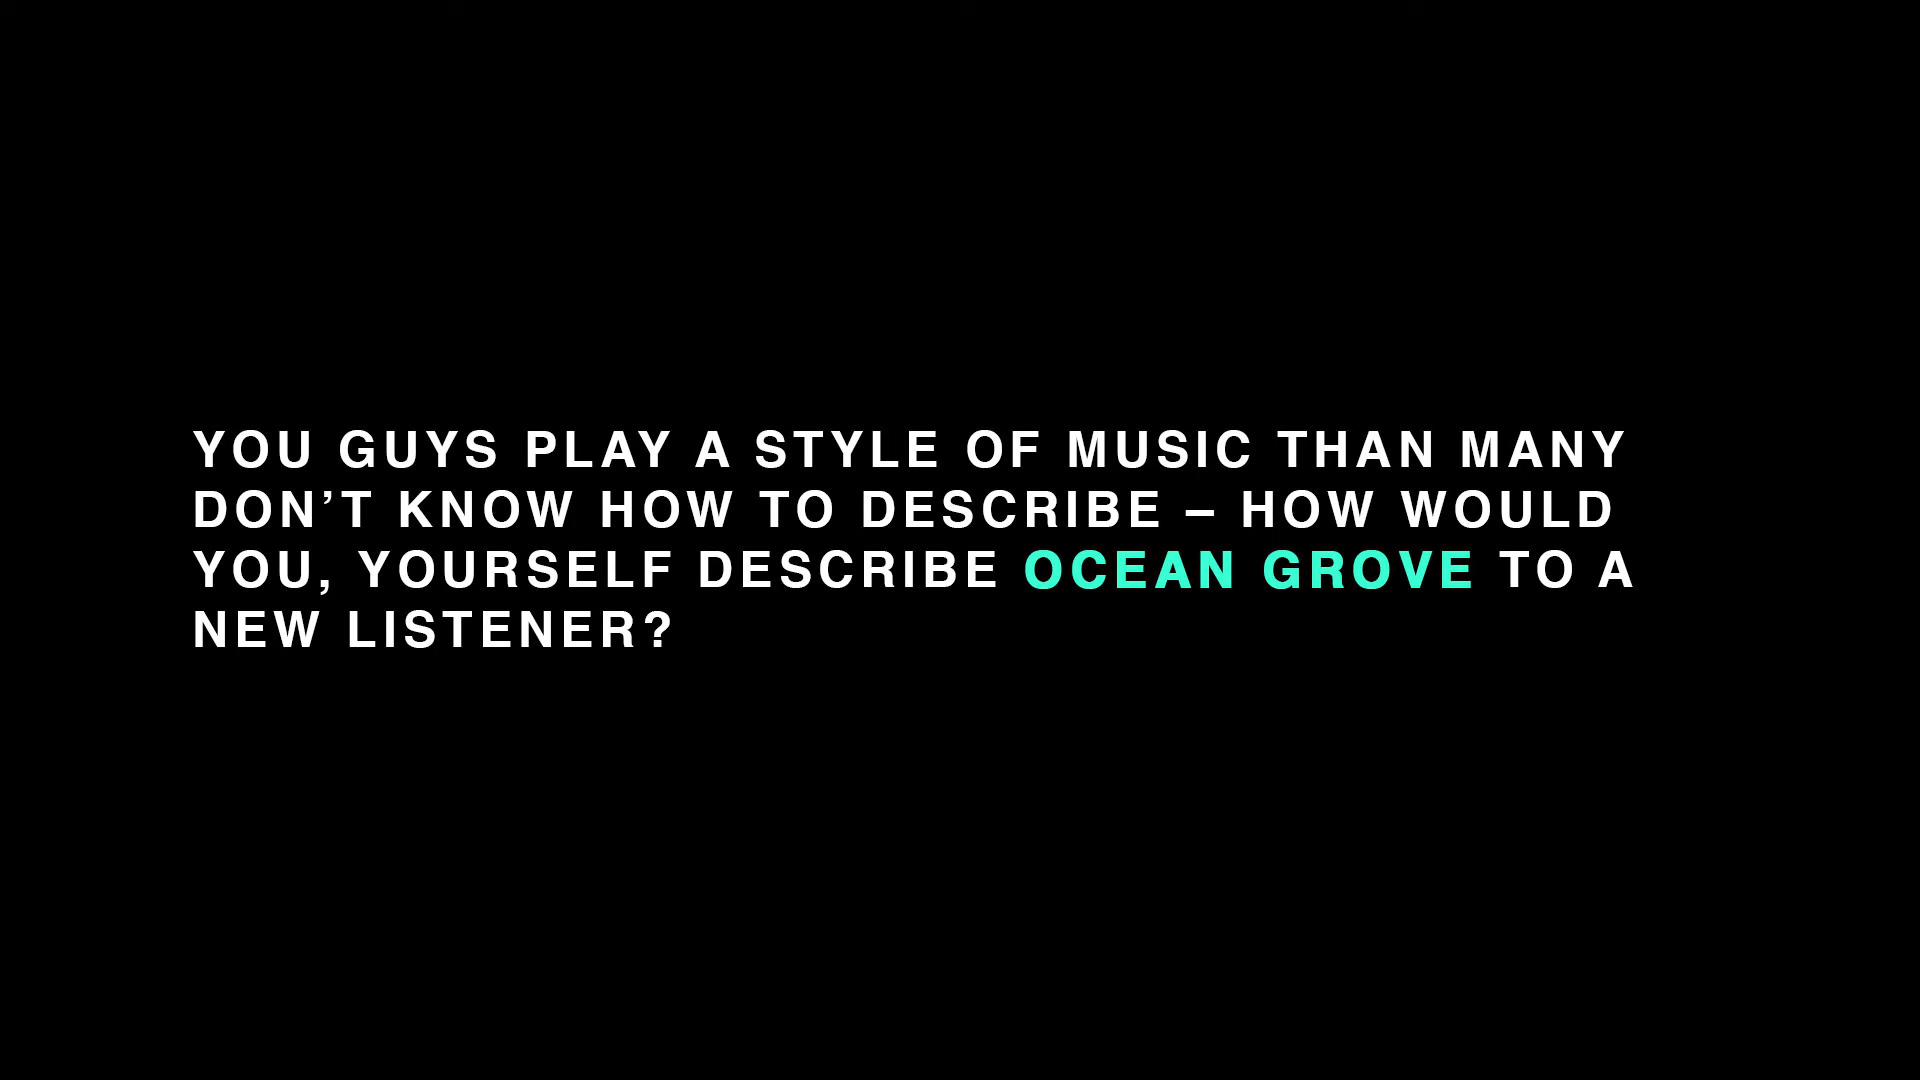 YOU GUYS PLAY A STYLE OF MUSIC THAN MANY
DON’T KNOW HOW TO DESCRIBE – HOW WOULD
YOU, YOURSELF DESCRIBE OCEAN GROVE TO A
NEW LISTENER?